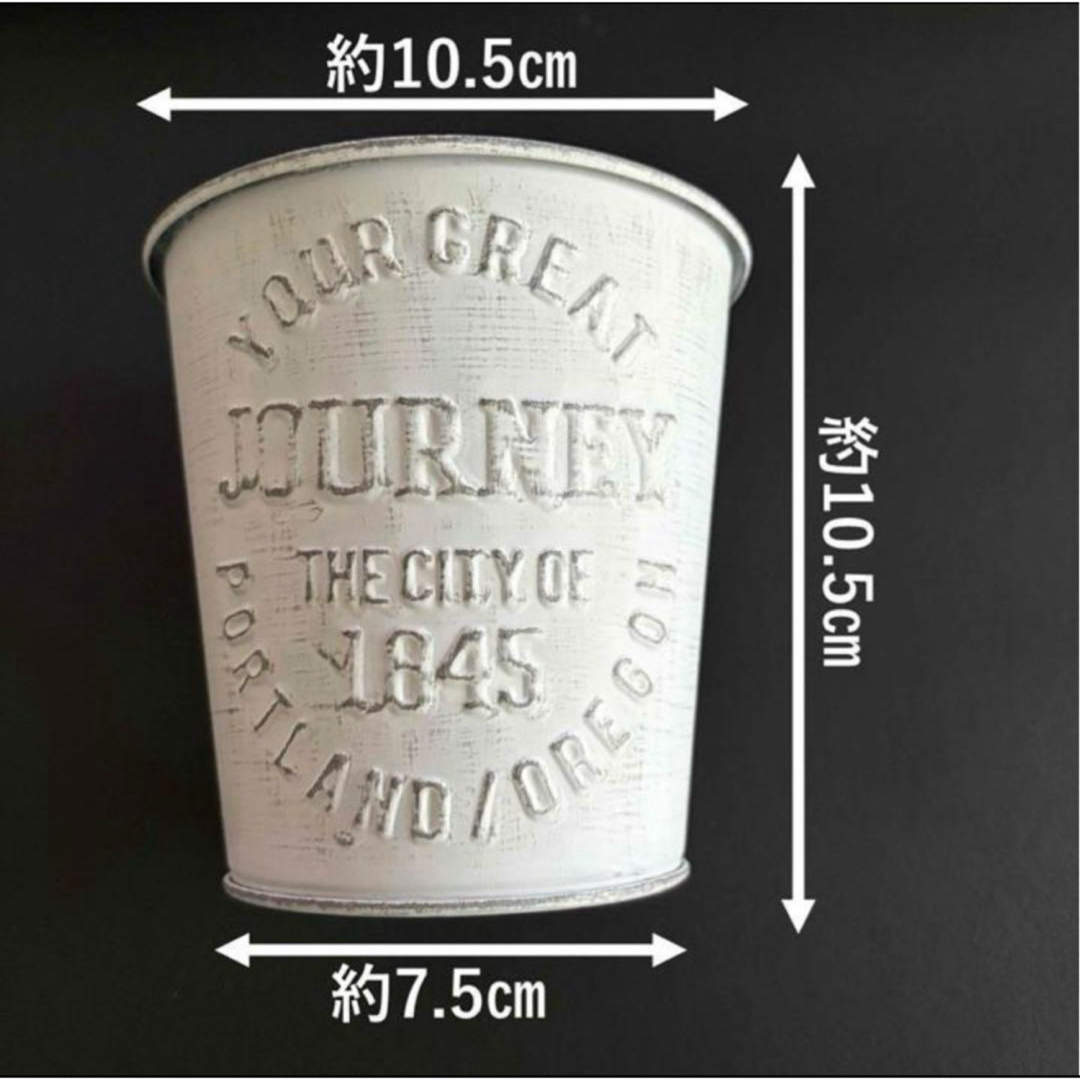 約10.5㎝
YOUR GREAT
JOURNEY
THE CITY OF
1845
PORTLAND/OREGON
約10.5㎝
約7.5㎝